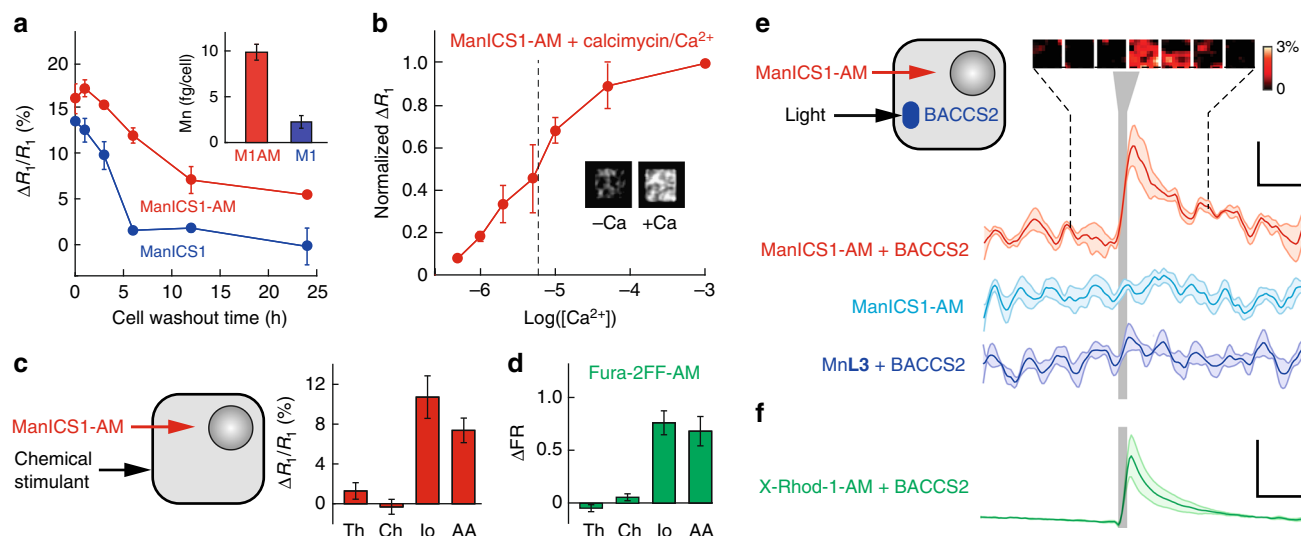 a
ΔR1/R1 (%)
20
15
10
5
0
0
5
10
15
20
25
Cell washout time (h)
ManICS1-AM
ManICS1
Mn (fg/cell)
10
5
0
M1AM
M1
b
ManICS1-AM + calcimycin/Ca²⁺
Normalized ΔR1
1.0
0.8
0.6
0.4
0.2
0
–6
–5
–4
–3
Log([Ca²⁺])
–Ca
+Ca
c
ManICS1-AM
Chemical
stimulant
ΔR1/R1 (%)
12
8
4
0
Th
Ch
Io
AA
d
Fura-2FF-AM
ΔFR
1.0
0.5
0
Th
Ch
Io
AA
e
ManICS1-AM
Light
BACCS2
3%
0
ManICS1-AM + BACCS2
ManICS1-AM
MnL3 + BACCS2
f
X-Rhod-1-AM + BACCS2